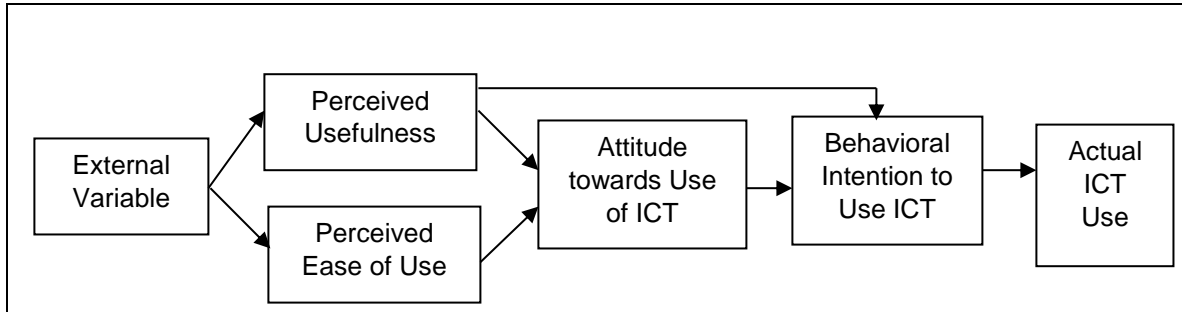 External
Variable
Perceived
Usefulness
Perceived
Ease of Use
Attitude
towards Use
of ICT
Behavioral
Intention to
Use ICT
Actual
ICT
Use